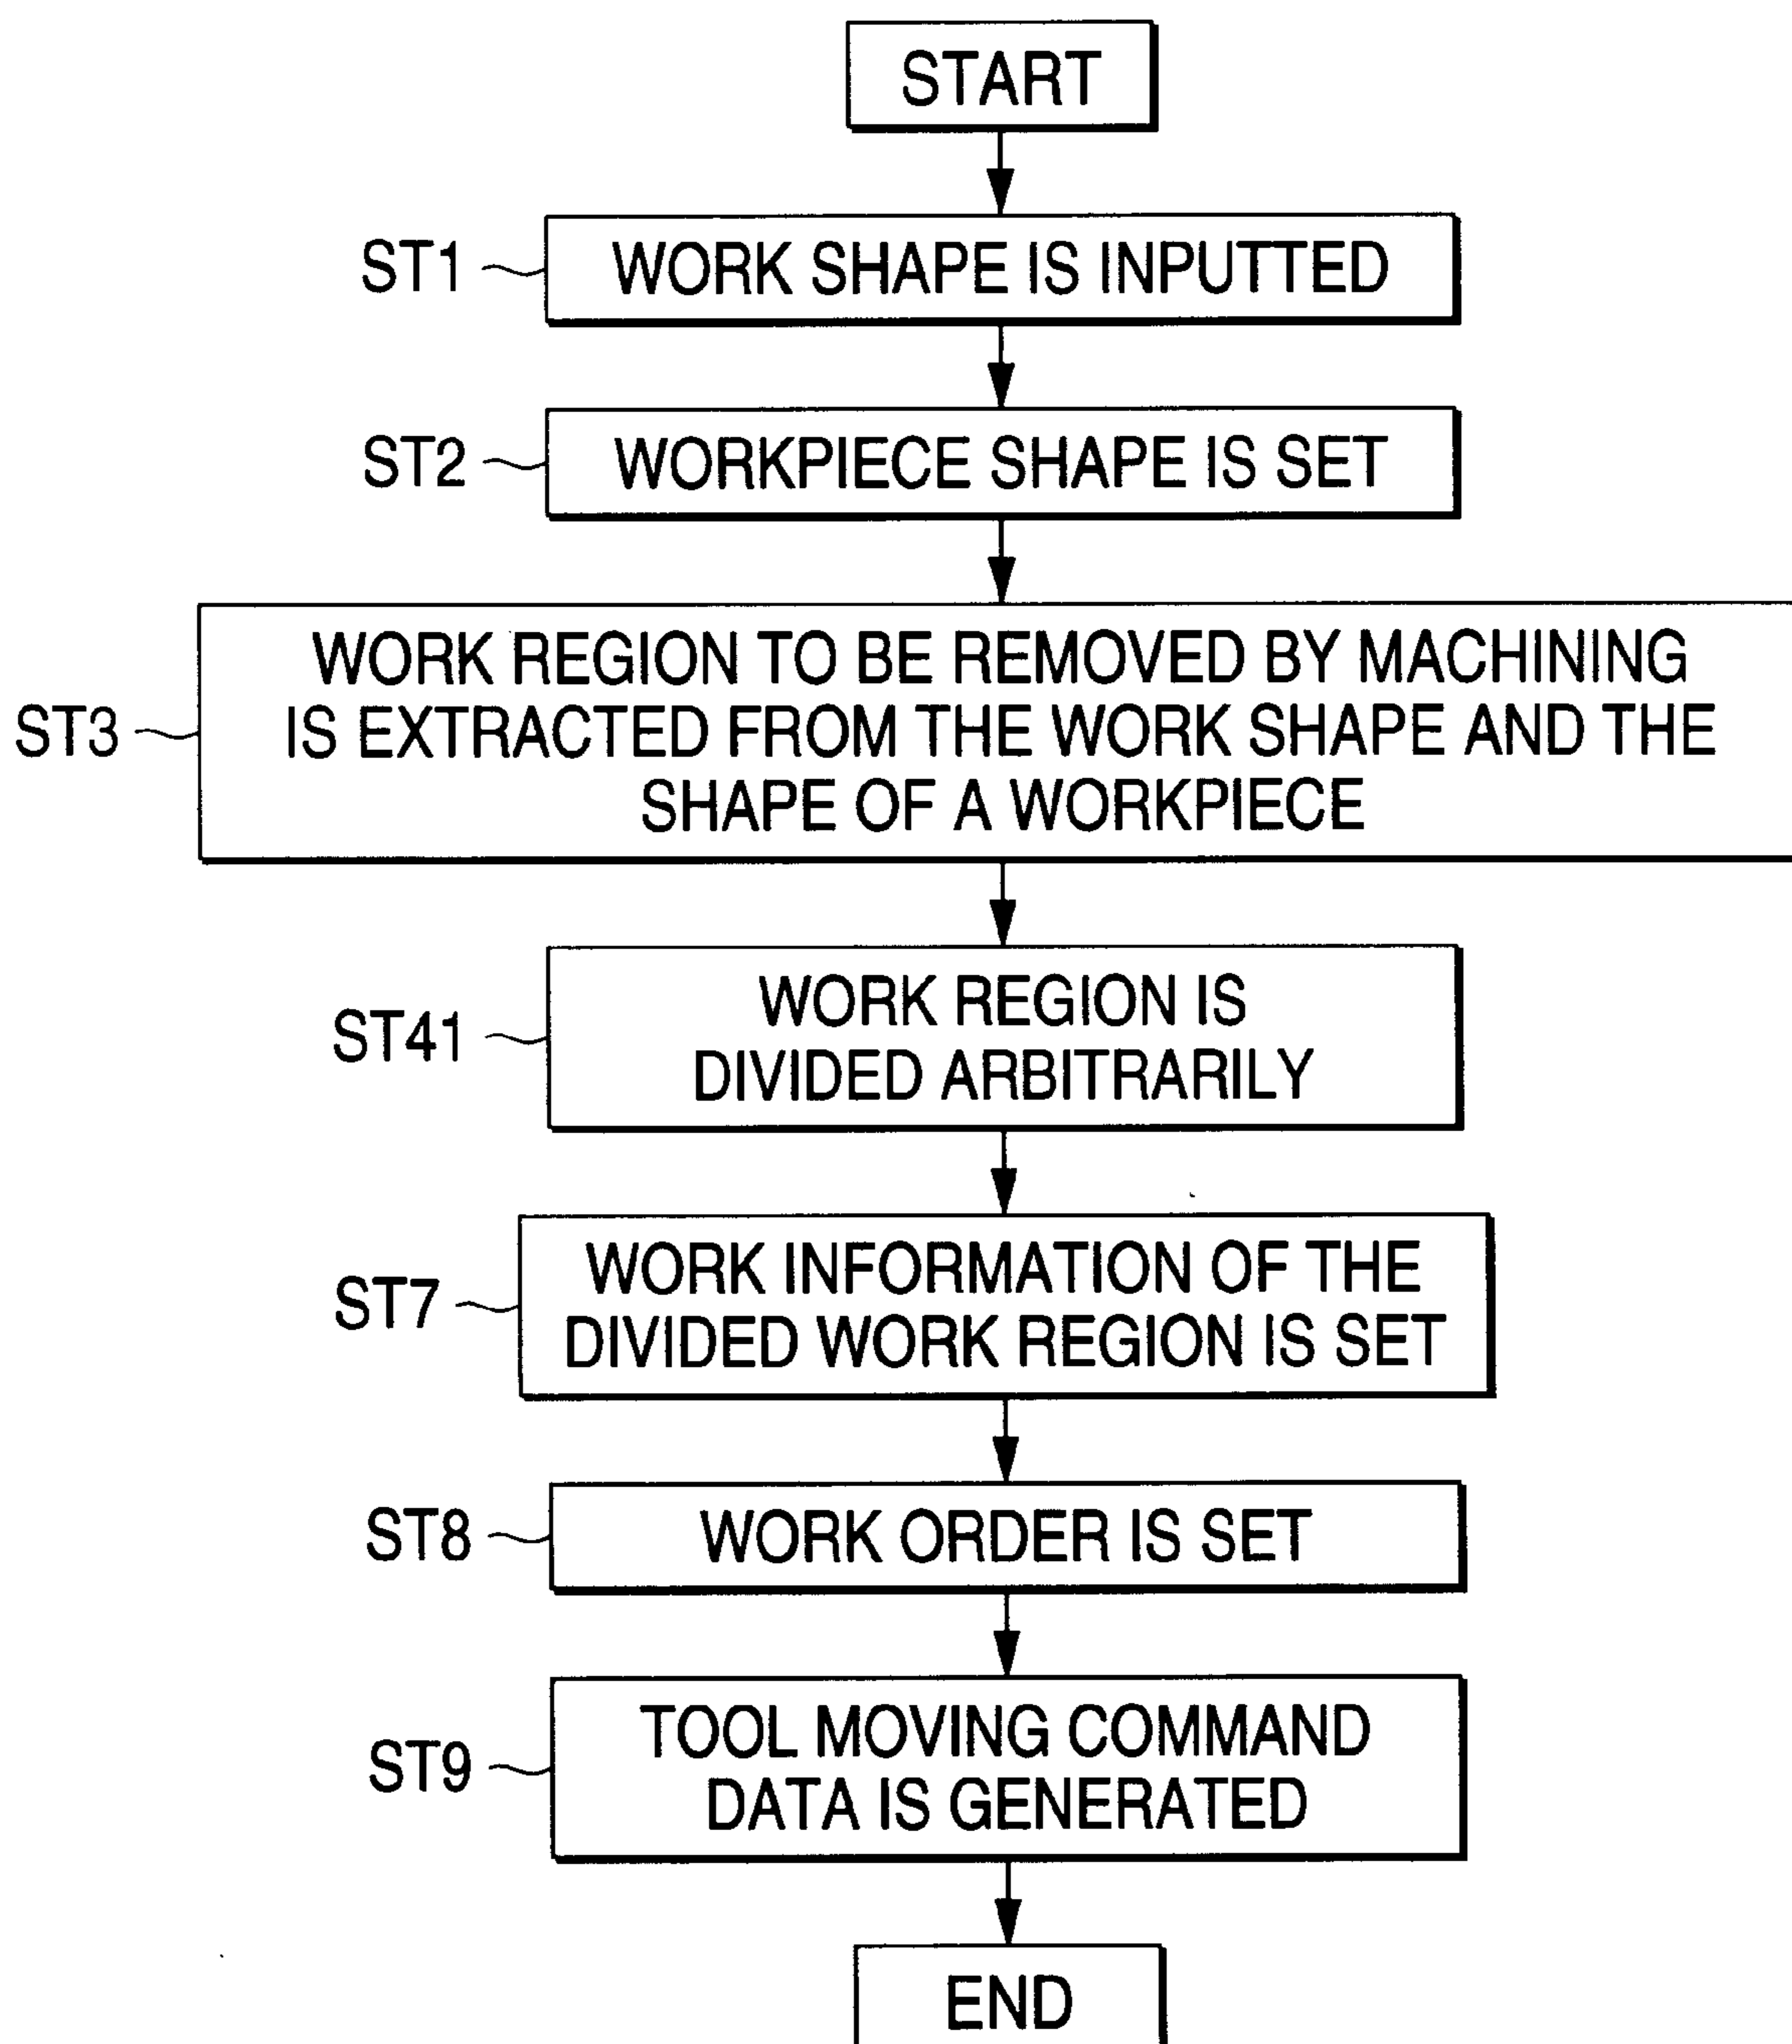 START
ST1
WORK SHAPE IS INPUTTED
ST2
WORKPIECE SHAPE IS SET
ST3
WORK REGION TO BE REMOVED BY MACHINING
IS EXTRACTED FROM THE WORK SHAPE AND THE
SHAPE OF A WORKPIECE
ST41
WORK REGION IS
DIVIDED ARBITRARILY
ST7
WORK INFORMATION OF THE
DIVIDED WORK REGION IS SET
ST8
WORK ORDER IS SET
ST9
TOOL MOVING COMMAND
DATA IS GENERATED
END